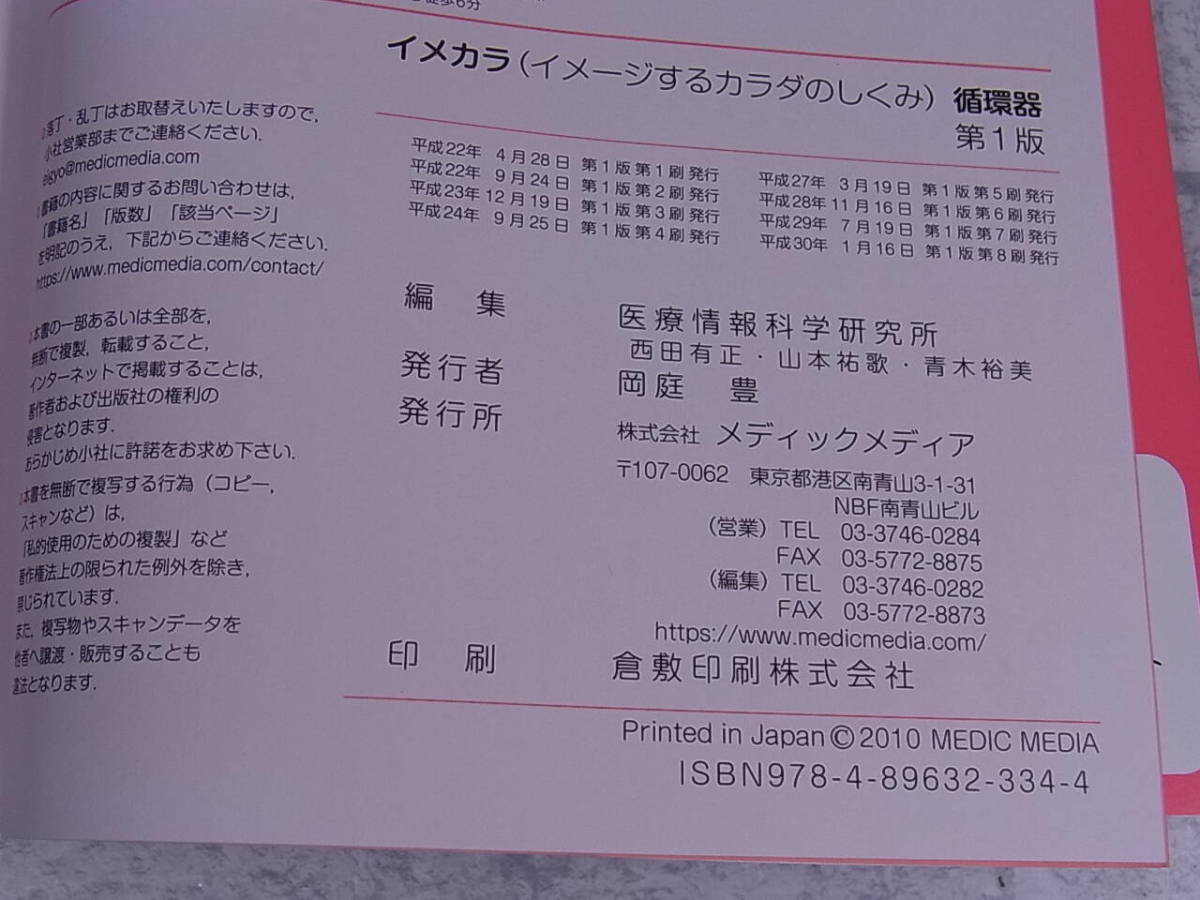 徒歩6分
イメカラ(イメージするカラダのしくみ) 循環器
第1版
平成22年 4月28日 第1版第1刷発行
平成22年 9月24日 第1版第2刷発行
平成23年12月19日 第1版第3刷発行
平成24年 9月25日 第1版第4刷発行
平成27年 3月19日 第1版第5刷発行
平成28年11月16日 第1版第6刷発行
平成29年 7月19日 第1版第7刷発行
平成30年 1月16日 第1版第8刷発行
落丁・乱丁はお取替えいたしますので,
小社営業部までご連絡ください.
eigyo@medicmedia.com
書籍の内容に関するお問い合わせは,
「書籍名」「版数」「該当ページ」
を明記のうえ, 下記からご連絡ください.
https://www.medicmedia.com/contact/
本書の一部あるいは全部を,
無断で複製, 転載すること,
インターネットで掲載することは,
著作者および出版社の権利の
侵害となります.
あらかじめ小社に許諾をお求め下さい.
本書を無断で複写する行為(コピー,
スキャンなど)は,
「私的使用のための複製」など
著作権法上の限られた例外を除き,
禁じられています.
また, 複写物やスキャンデータを
他者へ譲渡・販売することも
違法となります.
編 集 医療情報科学研究所
西田有正・山本祐歌・青木裕美
発行者 岡庭 豊
発行所 株式会社 メディックメディア
〒107-0062 東京都港区南青山3-1-31
NBF南青山ビル
(営業) TEL 03-3746-0284
FAX 03-5772-8875
(編集) TEL 03-3746-0282
FAX 03-5772-8873
https://www.medicmedia.com/
印 刷 倉敷印刷株式会社
Printed in Japan©2010 MEDIC MEDIA
ISBN978-4-89632-334-4